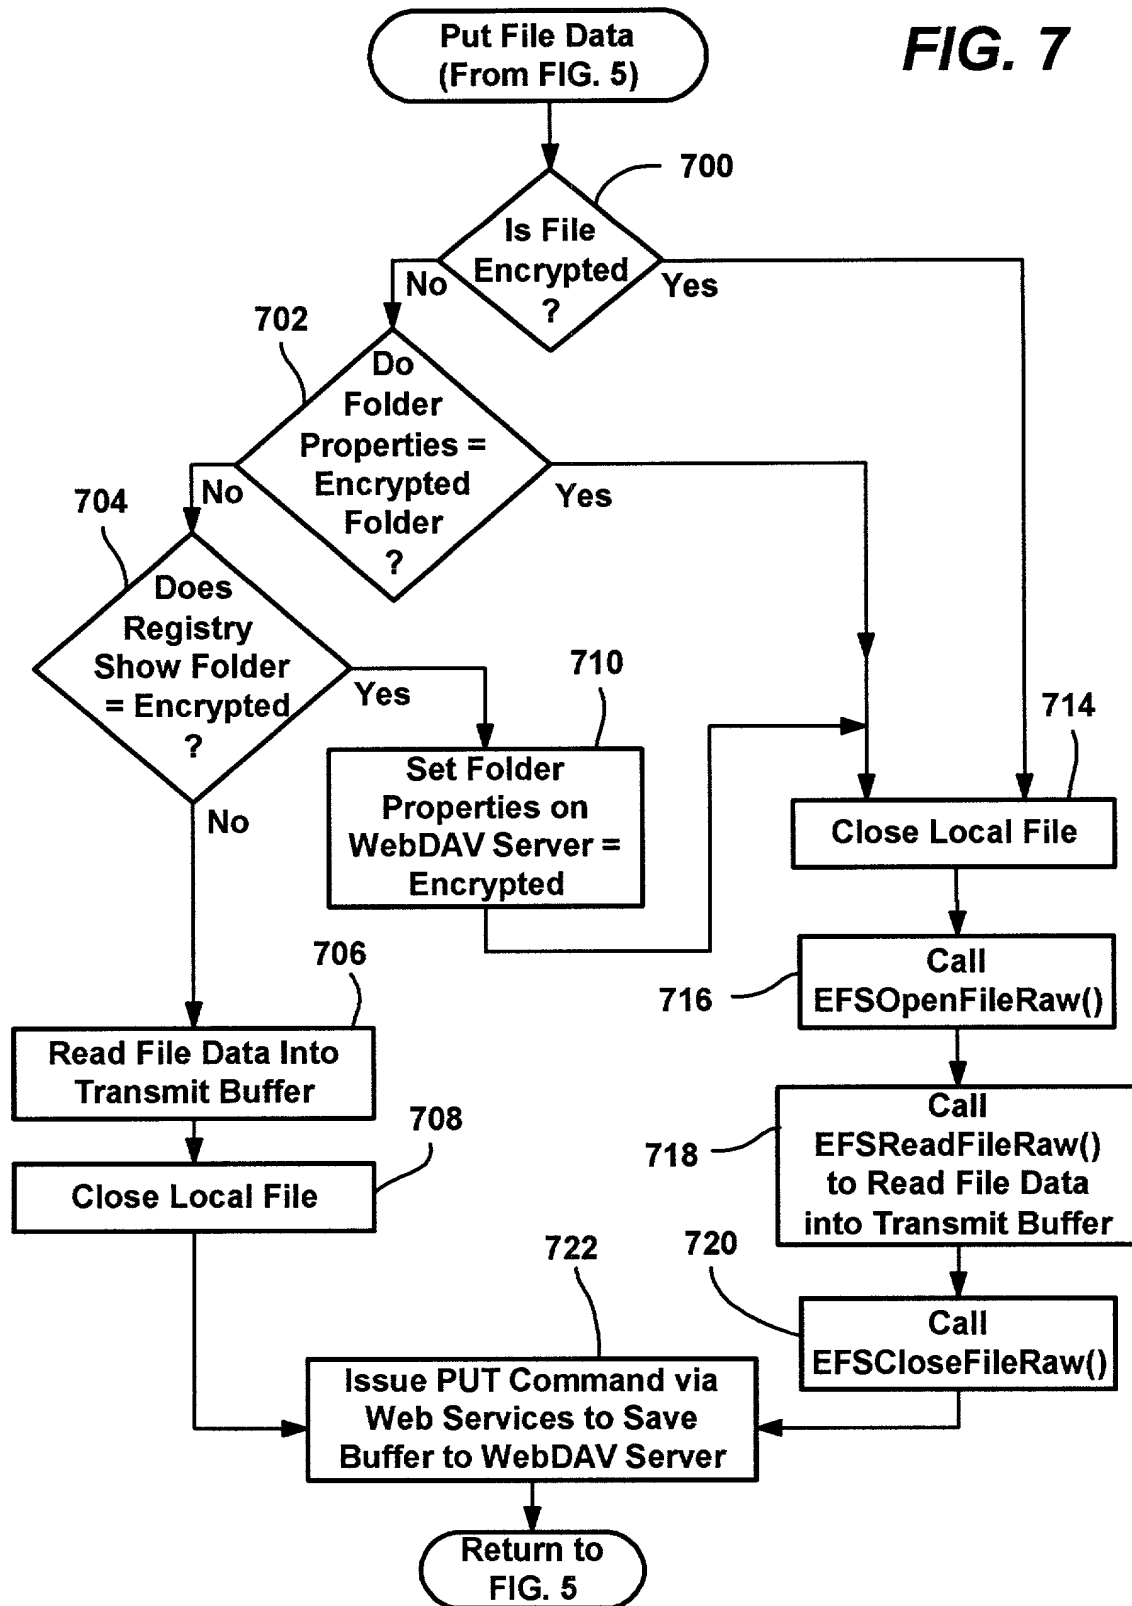 Put File Data
(From FIG. 5)
FIG. 7
700
Is File
Encrypted
?
No
Yes
702
Do
Folder
Properties =
Encrypted
Folder
?
No
Yes
704
Does
Registry
Show Folder
= Encrypted
?
Yes
No
710
Set Folder
Properties on
WebDAV Server =
Encrypted
714
Close Local File
716
Call
EFSOpenFileRaw()
706
Read File Data Into
Transmit Buffer
718
Call
EFSReadFileRaw()
to Read File Data
into Transmit Buffer
708
Close Local File
720
Call
EFSCloseFileRaw()
722
Issue PUT Command via
Web Services to Save
Buffer to WebDAV Server
Return to
FIG. 5